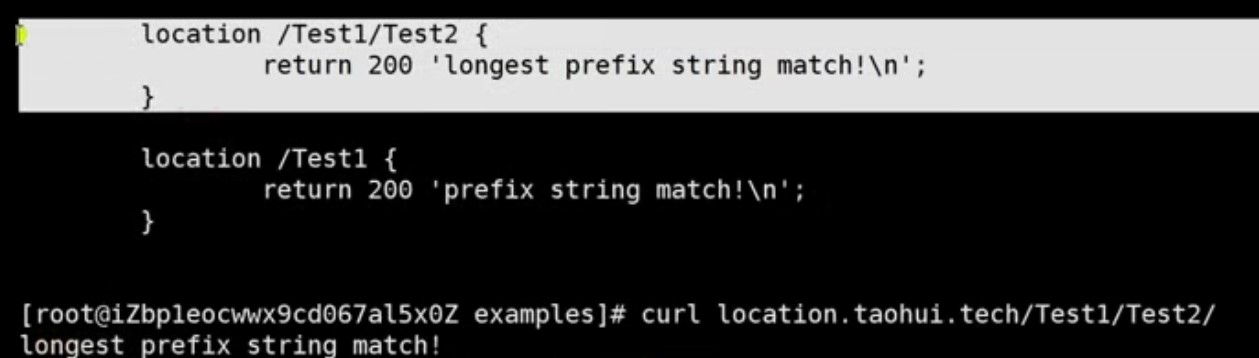 location /Test1/Test2 {
return 200 'longest prefix string match!\n';
}
location /Test1 {
return 200 'prefix string match!\n';
}
[root@iZbp1eocwwx9cd067al5x0Z examples]# curl location.taohui.tech/Test1/Test2/
longest prefix string match!